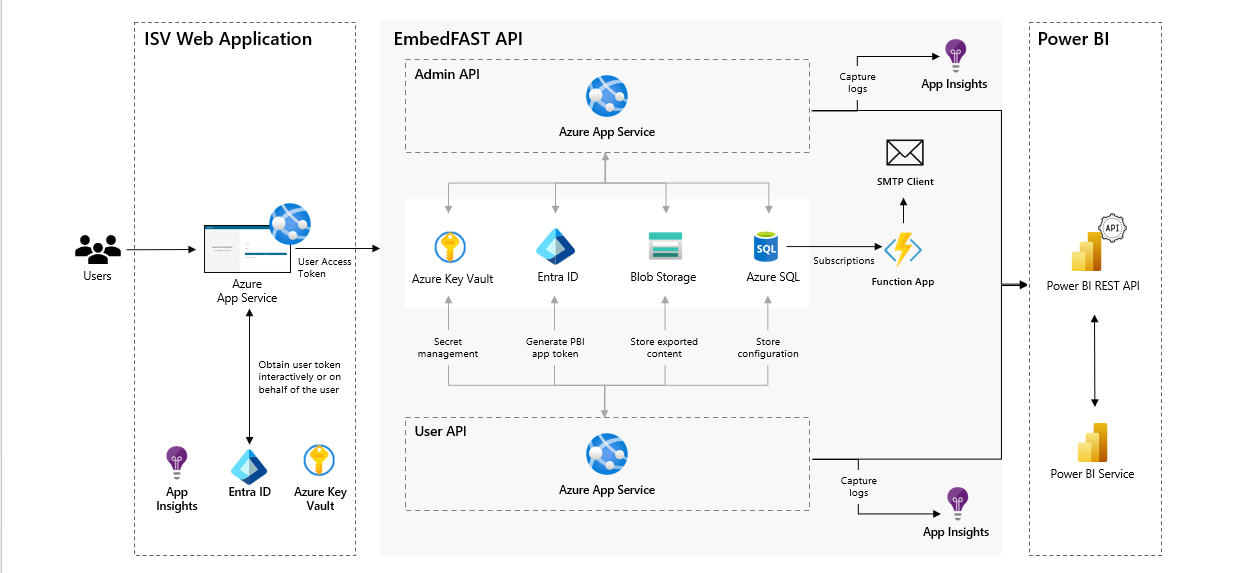 ISV Web Application
EmbedFAST API
Power BI
Admin API
Azure App Service
Capture
logs
App Insights
SMTP Client
Users
Azure
App Service
User Access
Token
Azure Key Vault
Entra ID
Blob Storage
SQL
Azure SQL
Subscriptions
Function App
API
Power BI REST API
Secret
management
Generate PBI
app token
Store exported
content
Store
configuration
Obtain user token
interactively or on
behalf of the user
User API
Azure App Service
Capture
logs
App Insights
Power BI Service
App
Insights
Entra ID
Azure Key
Vault